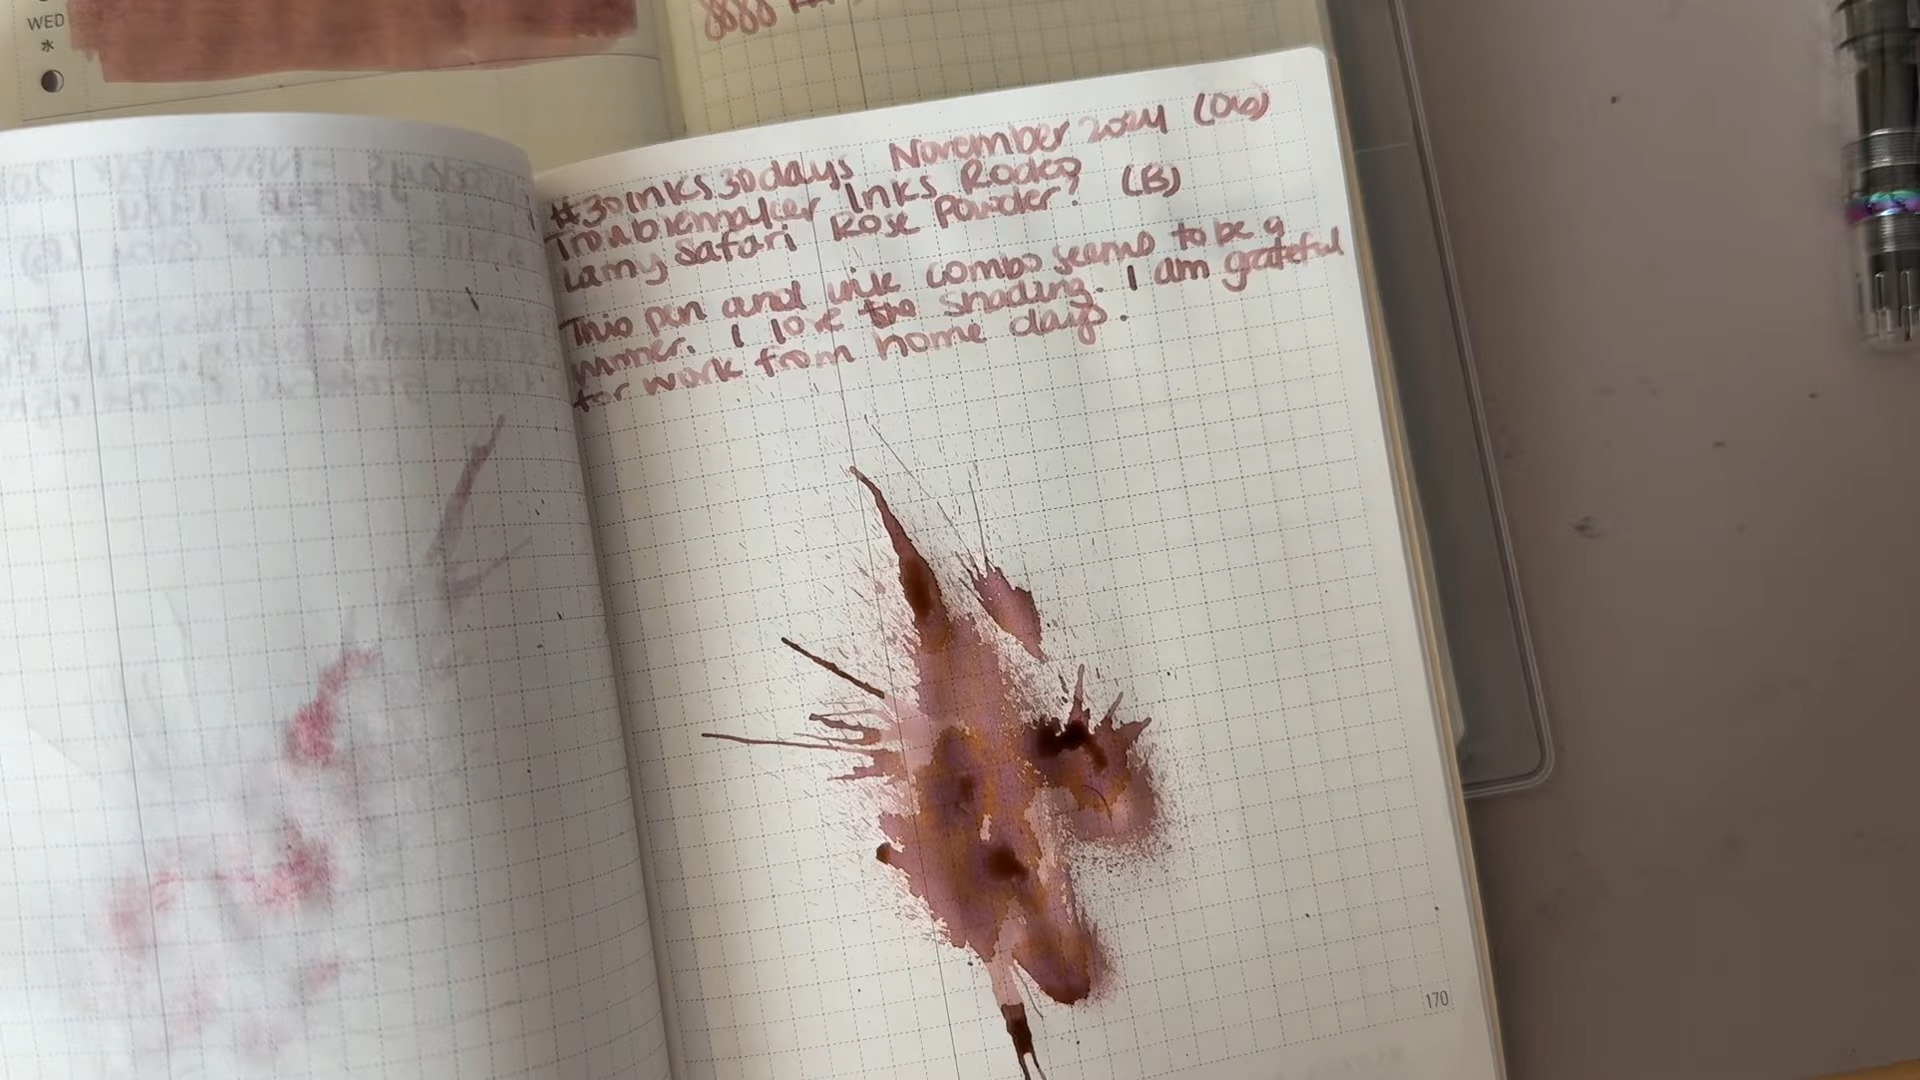 WED
水
#30inks30days November 2024 (06)
Troublemaker Inks Rodeo
Lamy Safari Rose Powder? (B)
This pen and ink combo seems to be a
winner. I love the shading. I am grateful
for work from home days.
170